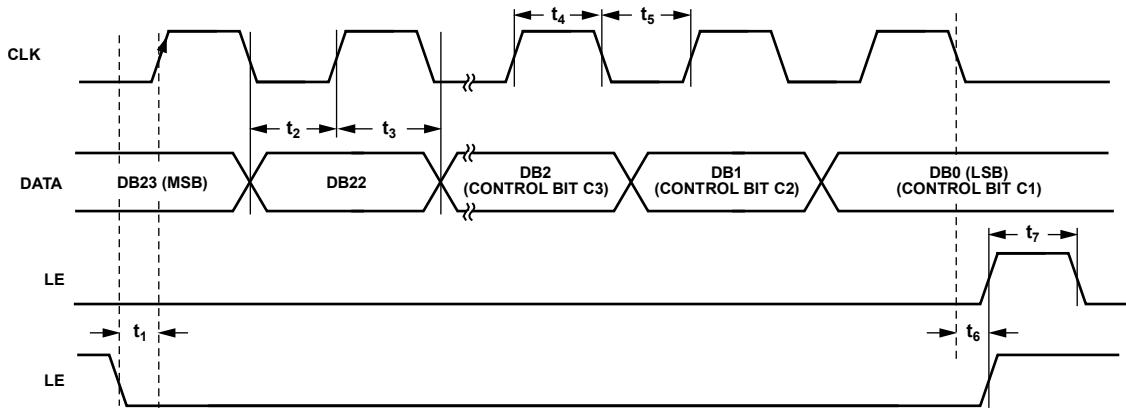 t4
t5
CLK
t2
t3
DATA
DB23 (MSB)
DB22
DB2
(CONTROL BIT C3)
DB1
(CONTROL BIT C2)
DB0 (LSB)
(CONTROL BIT C1)
t7
LE
t1
t6
LE